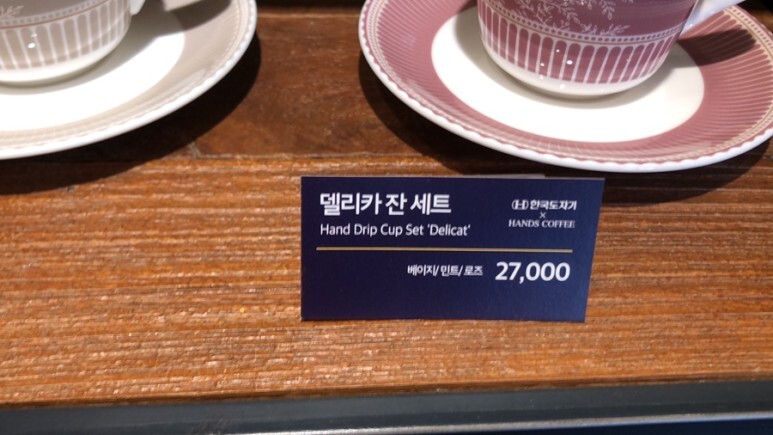 델리카 잔 세트
Hand Drip Cup Set 'Delicat'
한국도자기
×
HANDS COFFEE
베이지/민트/로즈 27,000